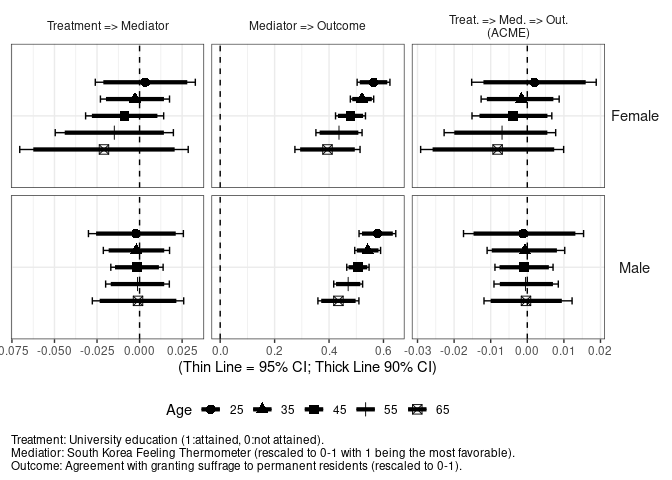 Treatment => Mediator
Mediator => Outcome
Treat. => Med. => Out.
(ACME)
Female
Male
0.075 -0.050 -0.025 0.000 0.025
0.0 0.2 0.4 0.6
-0.03 -0.02 -0.01 0.00 0.01 0.02
(Thin Line = 95% CI; Thick Line 90% CI)
Age 25 35 45 55 65
Treatment: University education (1:attained, 0:not attained).
Mediatior: South Korea Feeling Thermometer (rescaled to 0-1 with 1 being the most favorable).
Outcome: Agreement with granting suffrage to permanent residents (rescaled to 0-1).